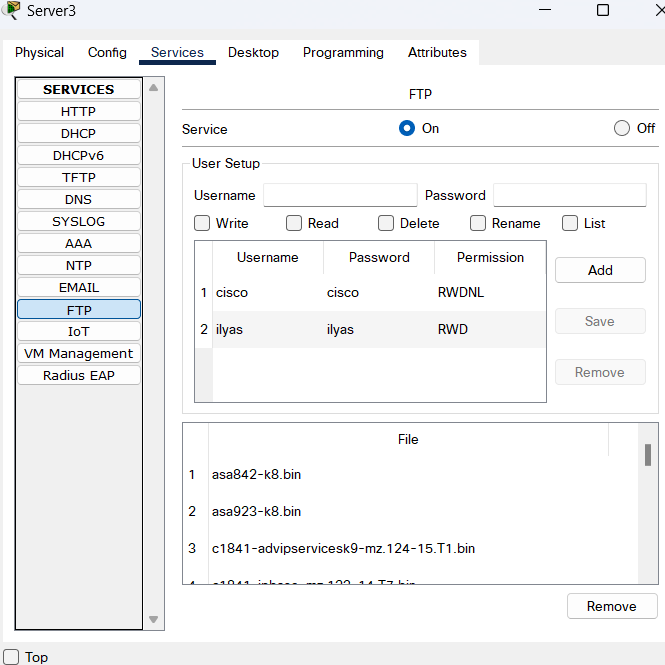 Server3
Physical Config Services Desktop Programming Attributes
SERVICES
HTTP
DHCP
DHCPv6
TFTP
DNS
SYSLOG
AAA
NTP
EMAIL
FTP
IoT
VM Management
Radius EAP
FTP
Service On Off
User Setup
Username Password
Write Read Delete Rename List
Username Password Permission
1 cisco cisco RWDNL
2 ilyas ilyas RWD
Add
Save
Remove
File
1 asa842-k8.bin
2 asa923-k8.bin
3 c1841-advipservicesk9-mz.124-15.T1.bin
Remove
Top